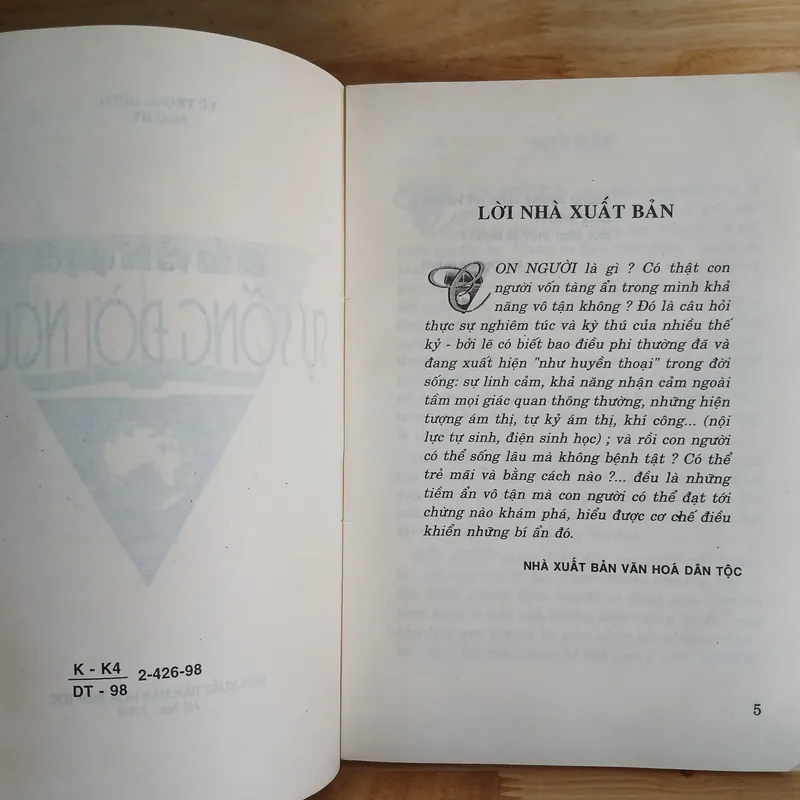 K - K4
DT - 98
2-426-98
LỜI NHÀ XUẤT BẢN
CON NGƯỜI là gì ? Có thật con
người vốn tàng ẩn trong mình khả
năng vô tận không ? Đó là câu hỏi
thực sự nghiêm túc và kỳ thú của nhiều thế
kỷ - bởi lẽ có biết bao điều phi thường đã và
đang xuất hiện "như huyền thoại" trong đời
sống: sự linh cảm, khả năng nhận cảm ngoài
tầm mọi giác quan thông thường, những hiện
tượng ám thị, tự kỷ ám thị, khí công... (nội
lực tự sinh, điện sinh học) ; và rồi con người
có thể sống lâu mà không bệnh tật ? Có thể
trẻ mãi và bằng cách nào ?... đều là những
tiềm ẩn vô tận mà con người có thể đạt tới
chừng nào khám phá, hiểu được cơ chế điều
khiển những bí ẩn đó.
NHÀ XUẤT BẢN VĂN HOÁ DÂN TỘC
5